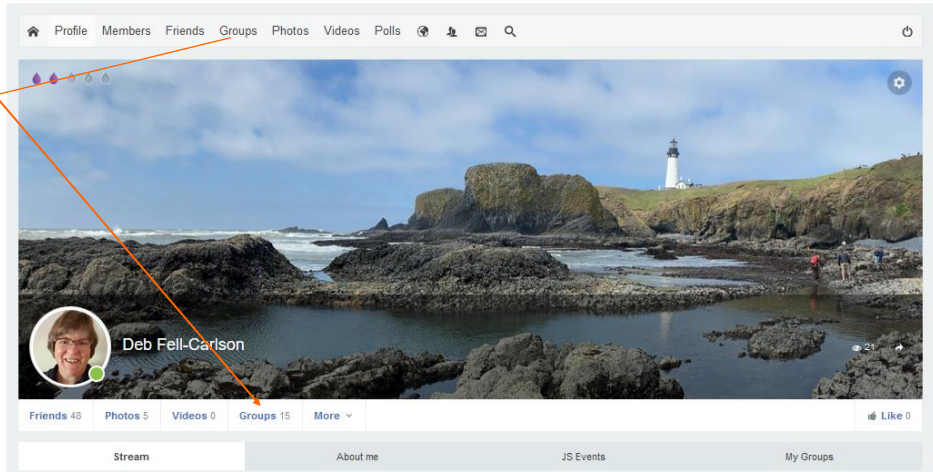 Profile Members Friends Groups Photos Videos Polls
Deb Fell-Carlson
21
Friends 48 Photos 5 Videos 0 Groups 15 More Like 0
Stream About me JS Events My Groups